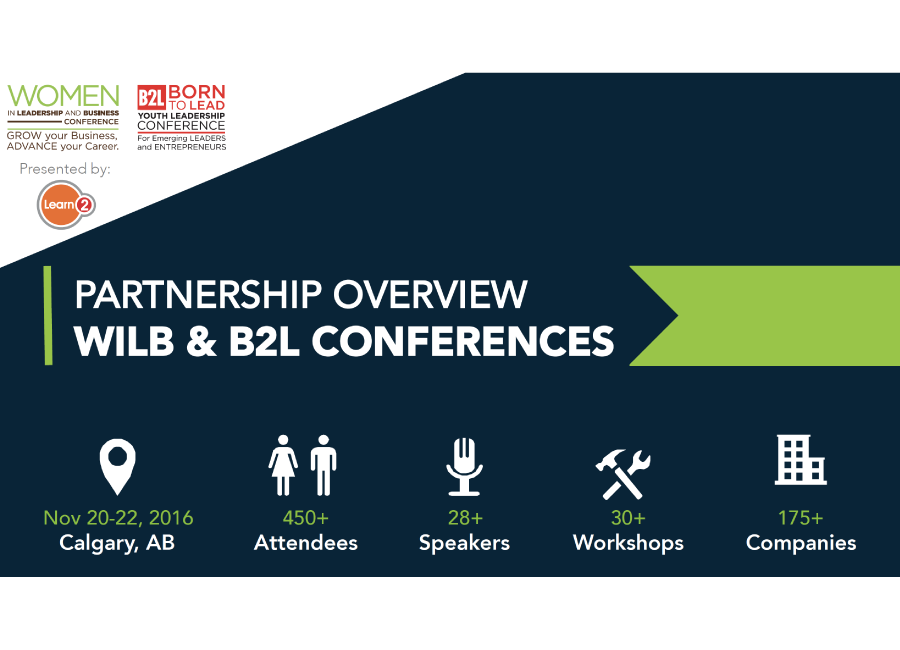 WOMEN
IN LEADERSHIP AND BUSINESS
CONFERENCE
GROW your Business,
ADVANCE your Career.
B2L BORN
TO LEAD
YOUTH LEADERSHIP
CONFERENCE
For Emerging LEADERS
and ENTREPRENEURS
Presented by:
Learn 2
PARTNERSHIP OVERVIEW
WILB & B2L CONFERENCES
Nov 20-22, 2016
Calgary, AB
450+
Attendees
28+
Speakers
30+
Workshops
175+
Companies